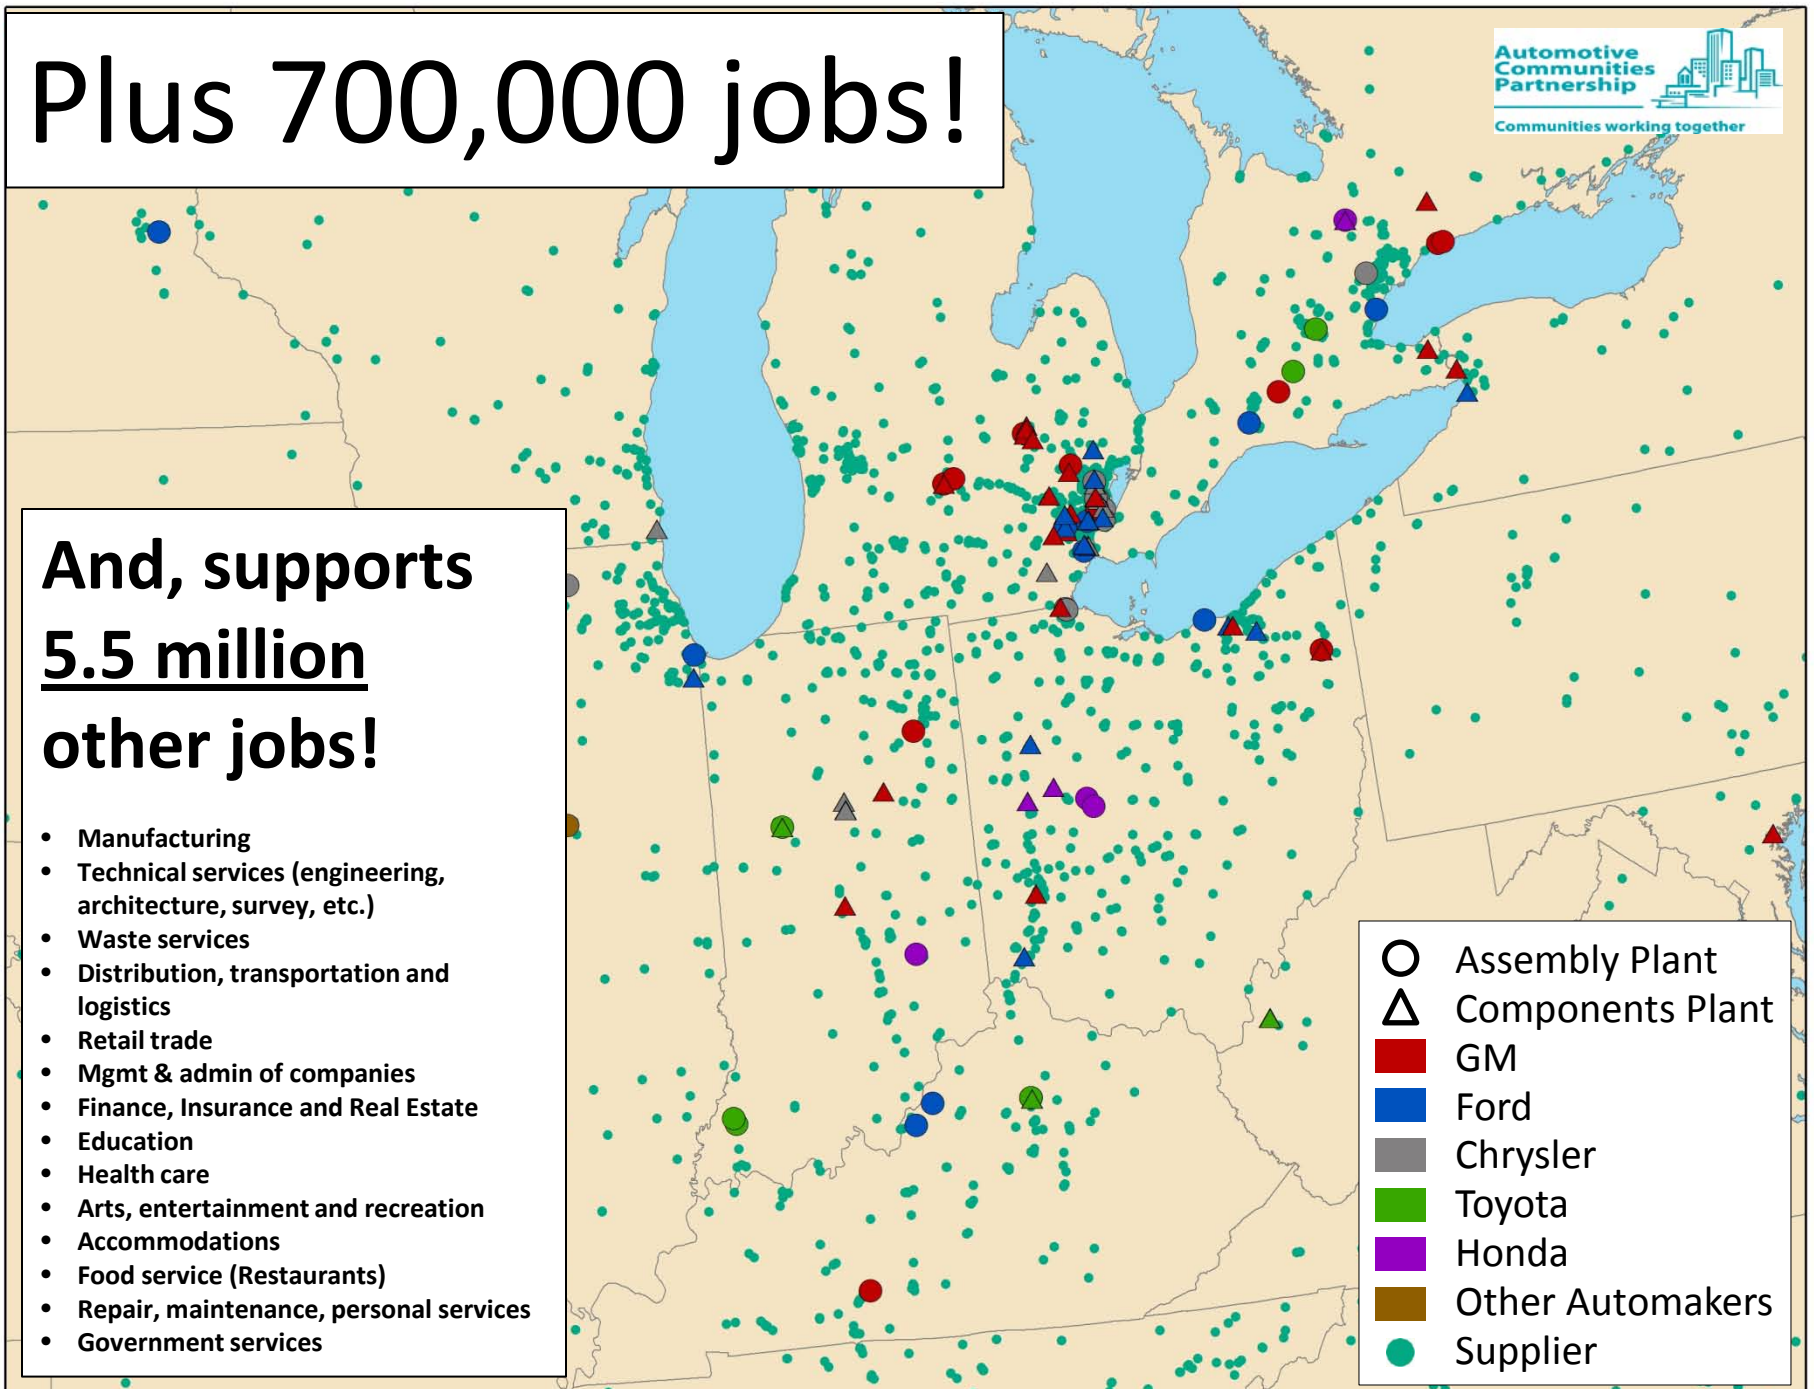 Plus 700,000 jobs!
Automotive
Communities
Partnership
Communities working together
And, supports
5.5 million
other jobs!
• Manufacturing
• Technical services (engineering,
architecture, survey, etc.)
• Waste services
• Distribution, transportation and
logistics
• Retail trade
• Mgmt & admin of companies
• Finance, Insurance and Real Estate
• Education
• Health care
• Arts, entertainment and recreation
• Accommodations
• Food service (Restaurants)
• Repair, maintenance, personal services
• Government services
Assembly Plant
Components Plant
GM
Ford
Chrysler
Toyota
Honda
Other Automakers
Supplier